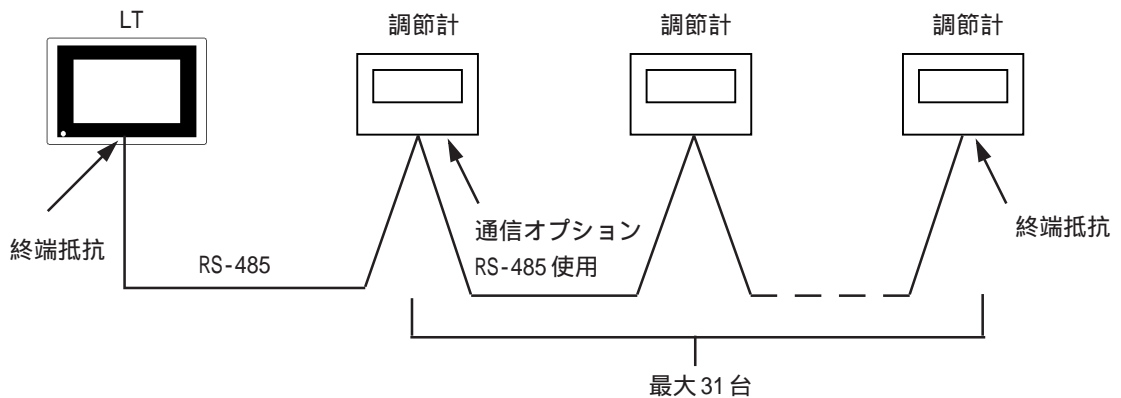 LT
調節計
調節計
調節計
終端抵抗
RS-485
通信オプション
RS-485 使用
終端抵抗
最大 31 台